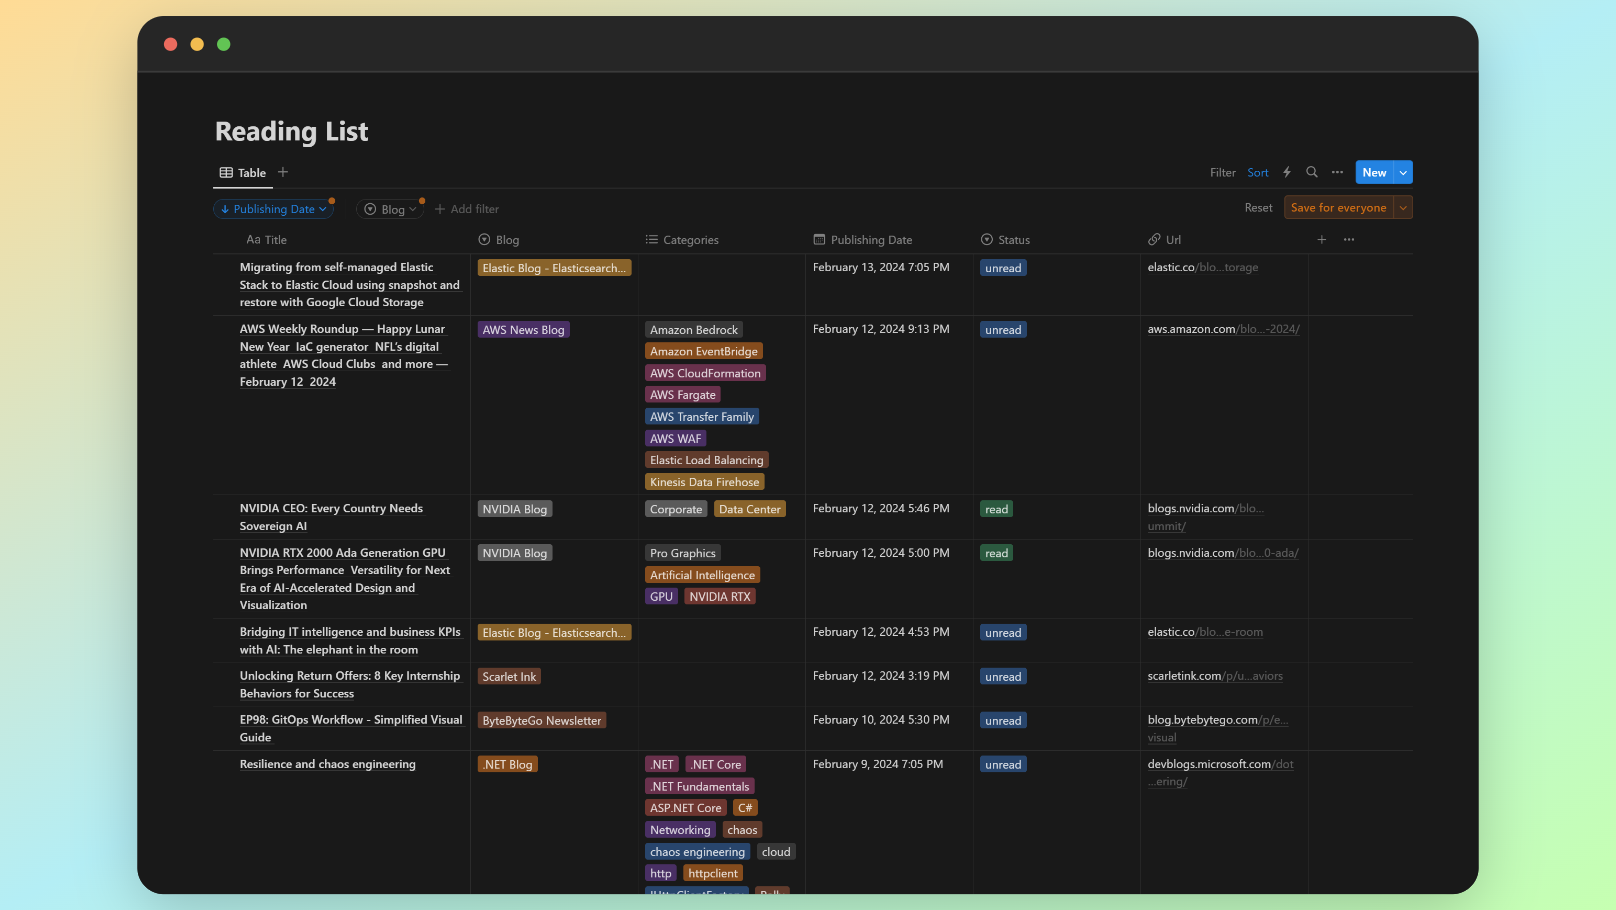 Reading List
Table
Filter Sort New
Publishing Date Blog Add filter Reset Save for everyone
Aa Title Blog Categories Publishing Date Status Url
Migrating from self-managed Elastic
Stack to Elastic Cloud using snapshot and
restore with Google Cloud Storage
Elastic Blog - Elasticsearch...
February 13, 2024 7:05 PM
unread
elastic.co/blo...torage
AWS Weekly Roundup — Happy Lunar
New Year IaC generator NFL's digital
athlete AWS Cloud Clubs and more —
February 12 2024
AWS News Blog
Amazon Bedrock
Amazon EventBridge
AWS CloudFormation
AWS Fargate
AWS Transfer Family
AWS WAF
Elastic Load Balancing
Kinesis Data Firehose
February 12, 2024 9:13 PM
unread
aws.amazon.com/blo...-2024/
NVIDIA CEO: Every Country Needs
Sovereign AI
NVIDIA Blog
Corporate Data Center
February 12, 2024 5:46 PM
read
blogs.nvidia.com/blo...
ummit/
NVIDIA RTX 2000 Ada Generation GPU
Brings Performance Versatility for Next
Era of AI-Accelerated Design and
Visualization
NVIDIA Blog
Pro Graphics
Artificial Intelligence
GPU NVIDIA RTX
February 12, 2024 5:00 PM
read
blogs.nvidia.com/blo...0-ada/
Bridging IT intelligence and business KPIs
with AI: The elephant in the room
Elastic Blog - Elasticsearch...
February 12, 2024 4:53 PM
unread
elastic.co/blo...e-room
Unlocking Return Offers: 8 Key Internship
Behaviors for Success
Scarlet Ink
February 12, 2024 3:19 PM
unread
scarletink.com/p/u...aviors
EP98: GitOps Workflow - Simplified Visual
Guide
ByteByteGo Newsletter
February 10, 2024 5:30 PM
unread
blog.bytebytego.com/p/e...
visual
Resilience and chaos engineering
.NET Blog
.NET .NET Core
.NET Fundamentals
ASP.NET Core C#
Networking chaos
chaos engineering cloud
http httpclient
February 9, 2024 7:05 PM
unread
devblogs.microsoft.com/dot
...ering/